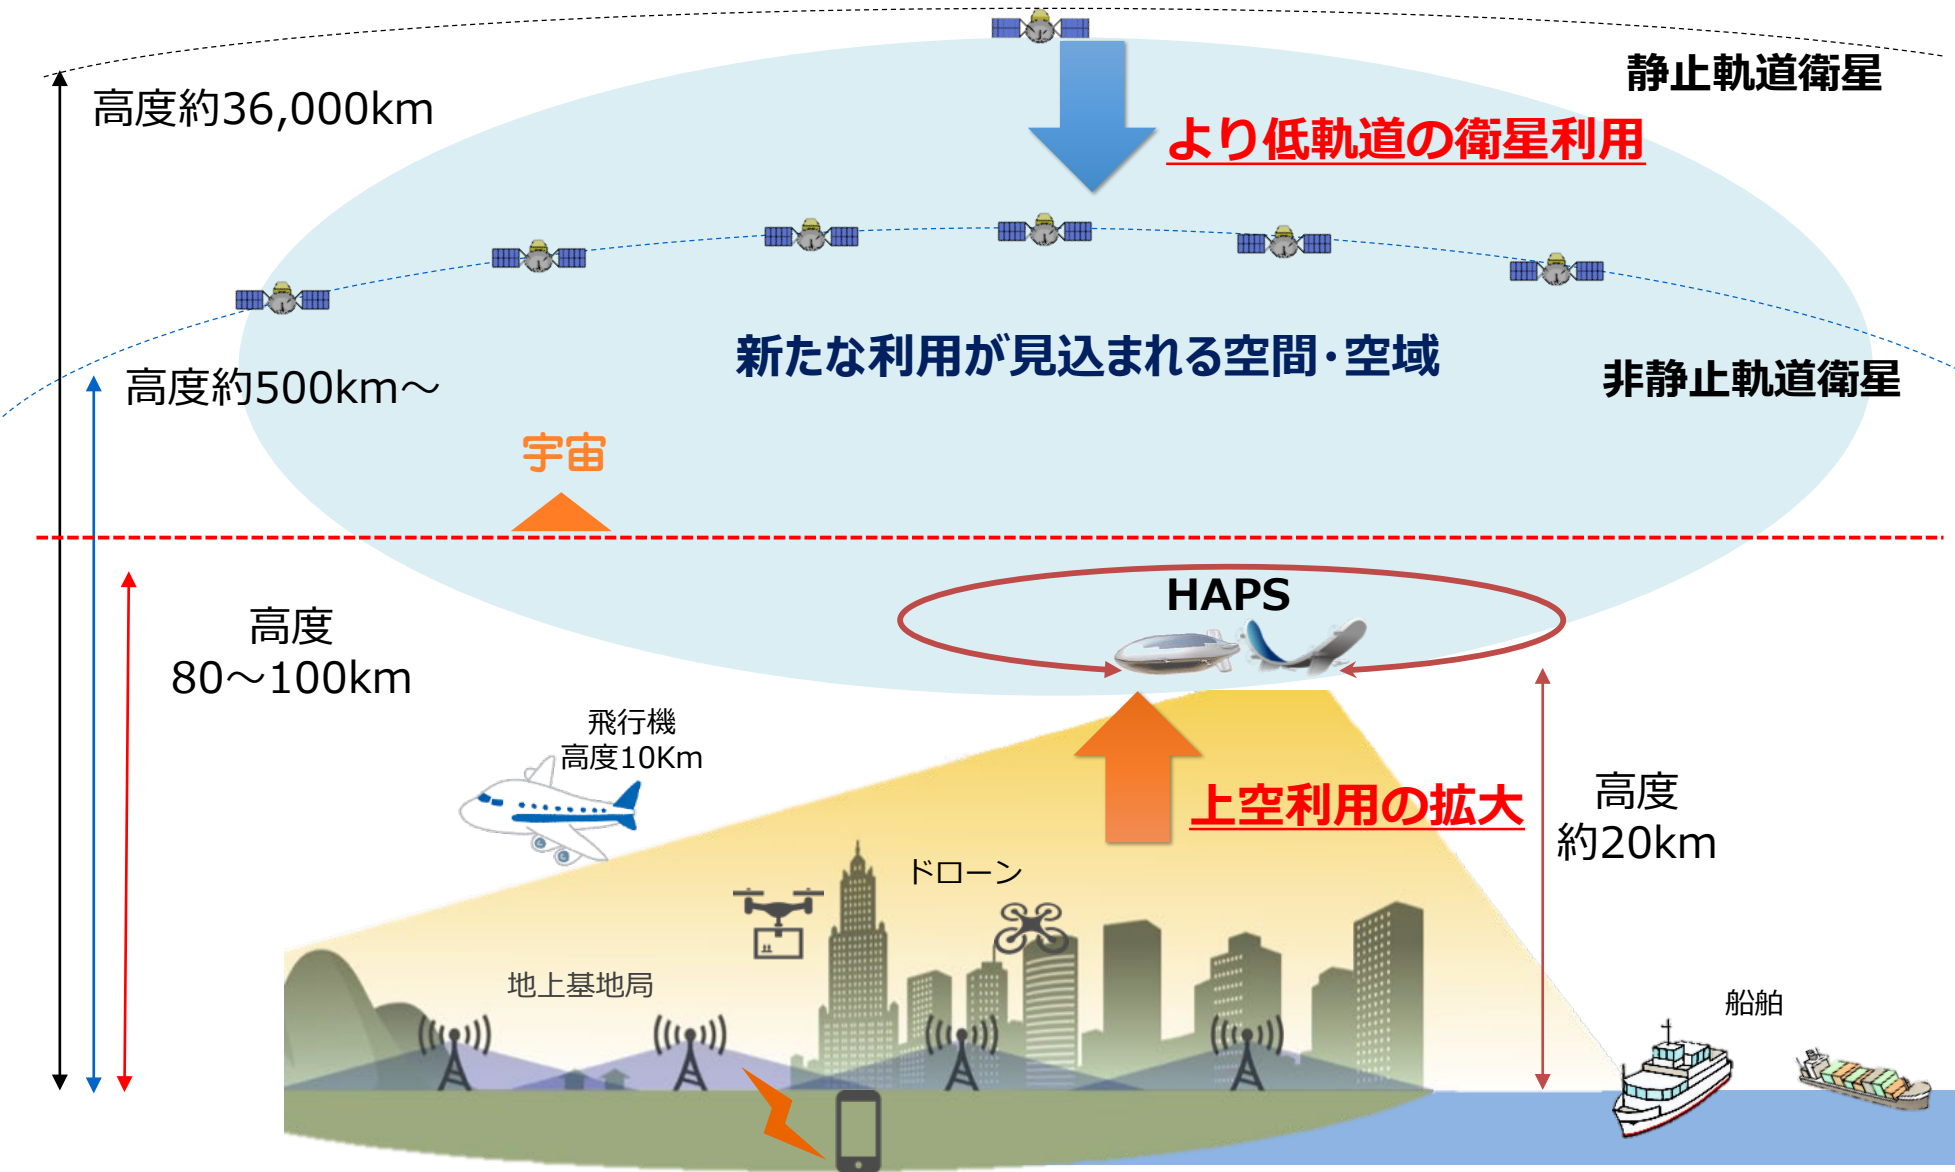 静止軌道衛星
高度約36,000km
より低軌道の衛星利用
新たな利用が見込まれる空間・空域
高度約500km～
非静止軌道衛星
宇宙
HAPS
高度
80～100km
飛行機
高度10Km
上空利用の拡大
高度
約20km
ドローン
地上基地局
船舶